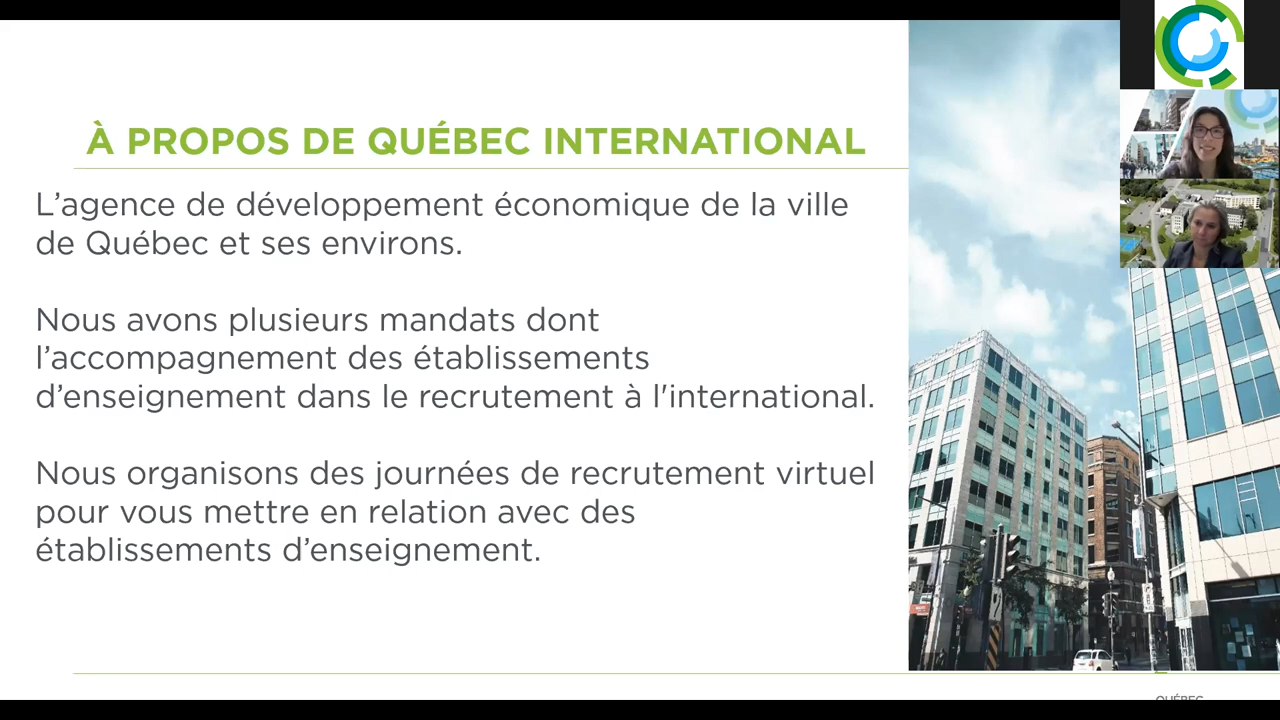 À PROPOS DE QUÉBEC INTERNATIONAL
L’agence de développement économique de la ville
de Québec et ses environs.
Nous avons plusieurs mandats dont
l’accompagnement des établissements
d’enseignement dans le recrutement à l'international.
Nous organisons des journées de recrutement virtuel
pour vous mettre en relation avec des
établissements d’enseignement.
QUÉBEC